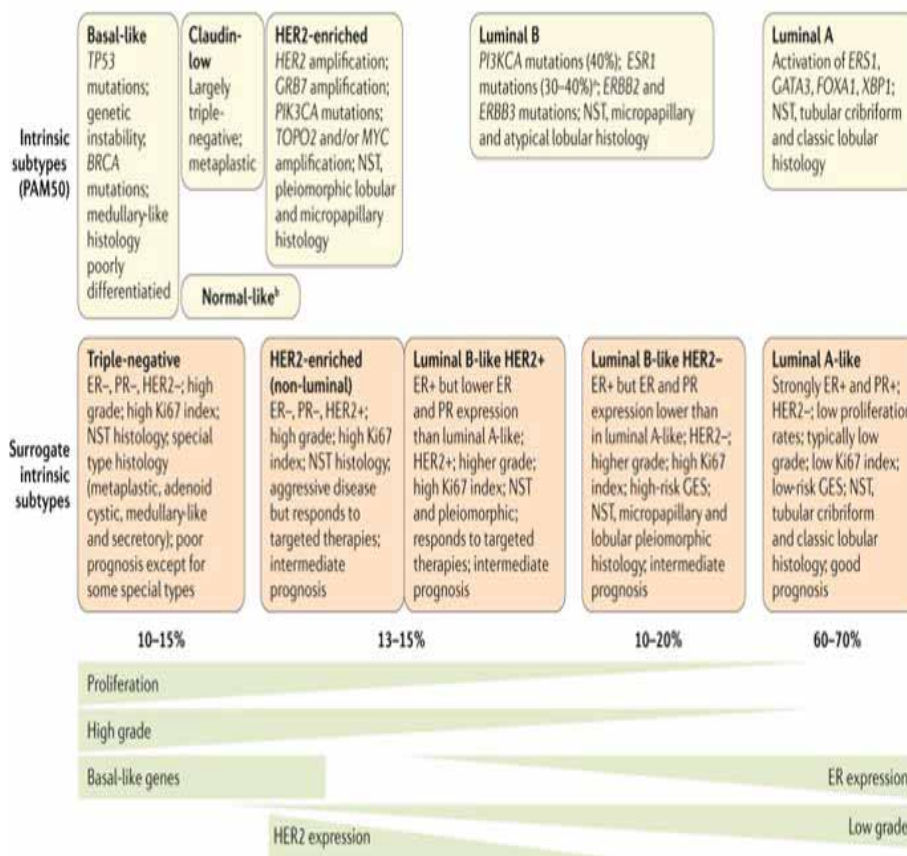 Intrinsic
subtypes
(PAM50)
Basal-like
TP53
mutations;
genetic
instability;
BRCA
mutations;
medullary-like
histology
poorly
differentiatied
Claudin-
low
Largely
triple-
negative;
metaplastic
HER2-enriched
HER2 amplification;
GRB7 amplification;
PIK3CA mutations;
TOPO2 and/or MYC
amplification; NST,
pleiomorphic lobular
and micropapillary
histology
Luminal B
PI3KCA mutations (40%); ESR1
mutations (30–40%)ᵃ; ERBB2 and
ERBB3 mutations; NST, micropapillary
and atypical lobular histology
Luminal A
Activation of ERS1,
GATA3, FOXA1, XBP1;
NST, tubular cribriform
and classic lobular
histology
Normal-likeᵇ
Surrogate
intrinsic
subtypes
Triple-negative
ER–, PR–, HER2–; high
grade; high Ki67 index;
NST histology; special
type histology
(metaplastic, adenoid
cystic, medullary-like
and secretory); poor
prognosis except for
some special types
HER2-enriched
(non-luminal)
ER–, PR–, HER2+;
high grade; high Ki67
index; NST histology;
aggressive disease
but responds to
targeted therapies;
intermediate
prognosis
Luminal B-like HER2+
ER+ but lower ER
and PR expression
than luminal A-like;
HER2+; higher grade;
high Ki67 index; NST
and pleiomorphic;
responds to targeted
therapies; intermediate
prognosis
Luminal B-like HER2–
ER+ but ER and PR
expression lower than
in luminal A-like; HER2–;
higher grade; high Ki67
index; high-risk GES;
NST, micropapillary and
lobular pleiomorphic
histology; intermediate
prognosis
Luminal A-like
Strongly ER+ and PR+;
HER2–; low proliferation
rates; typically low
grade; low Ki67 index;
low-risk GES; NST,
tubular cribriform
and classic lobular
histology; good
prognosis
10–15%
13–15%
10–20%
60–70%
Proliferation
High grade
Basal-like genes
ER expression
Low grade
HER2 expression